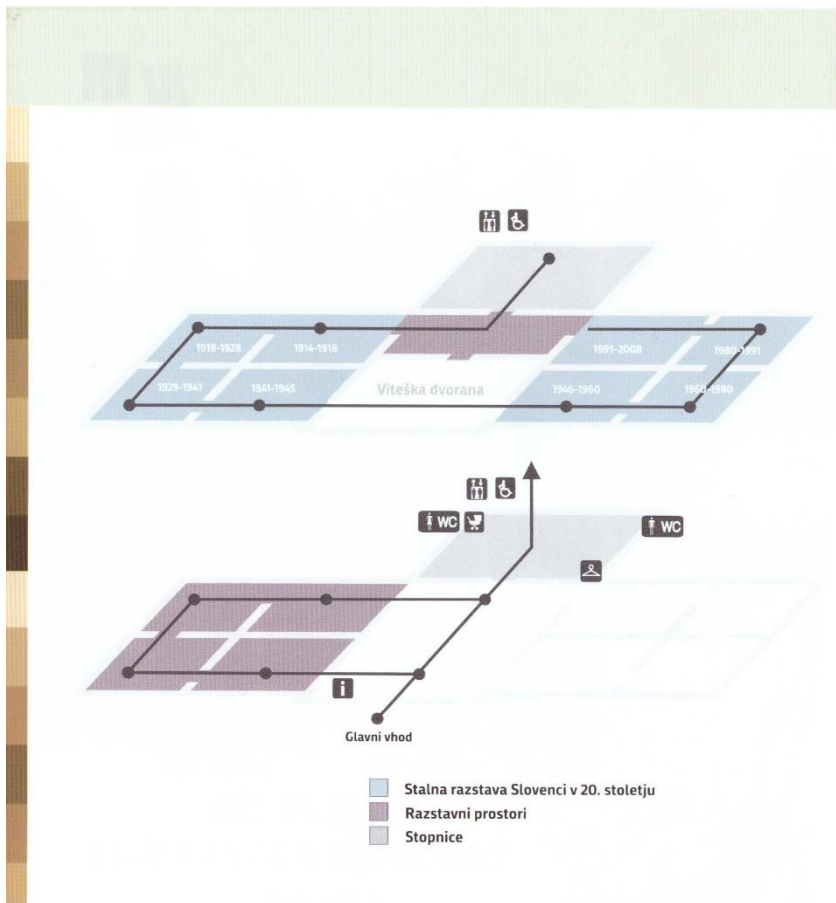 1918-1928
1914-1918
1991-2008
1980-1991
1929-1941
1941-1945
Viteška dvorana
1946-1960
1960-1980
WC
WC
Glavni vhod
Stalna razstava Slovenci v 20. stoletju
Razstavni prostori
Stopnice